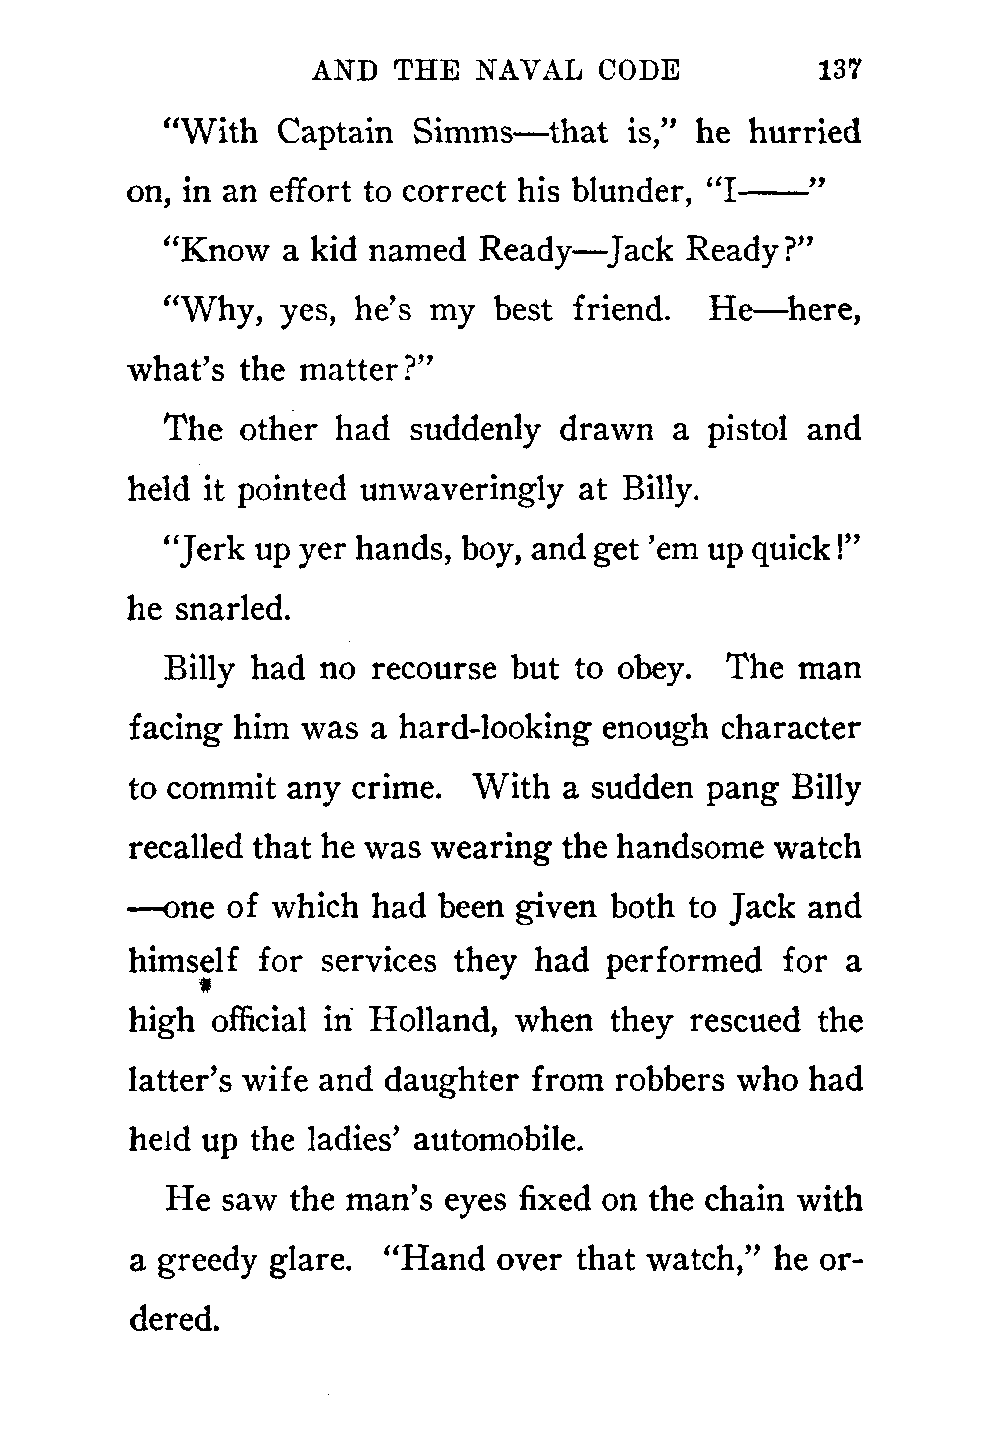 AND THE NAVAL CODE 137
“With Captain Simms—that is,” he hurried
on, in an effort to correct his blunder, “I——”
“Know a kid named Ready—Jack Ready?”
“Why, yes, he’s my best friend. He—here,
what’s the matter?”
The other had suddenly drawn a pistol and
held it pointed unwaveringly at Billy.
“Jerk up yer hands, boy, and get ’em up quick!”
he snarled.
Billy had no recourse but to obey. The man
facing him was a hard-looking enough character
to commit any crime. With a sudden pang Billy
recalled that he was wearing the handsome watch
—one of which had been given both to Jack and
himself for services they had performed for a
high official in Holland, when they rescued the
latter’s wife and daughter from robbers who had
held up the ladies’ automobile.
He saw the man’s eyes fixed on the chain with
a greedy glare. “Hand over that watch,” he or-
dered.